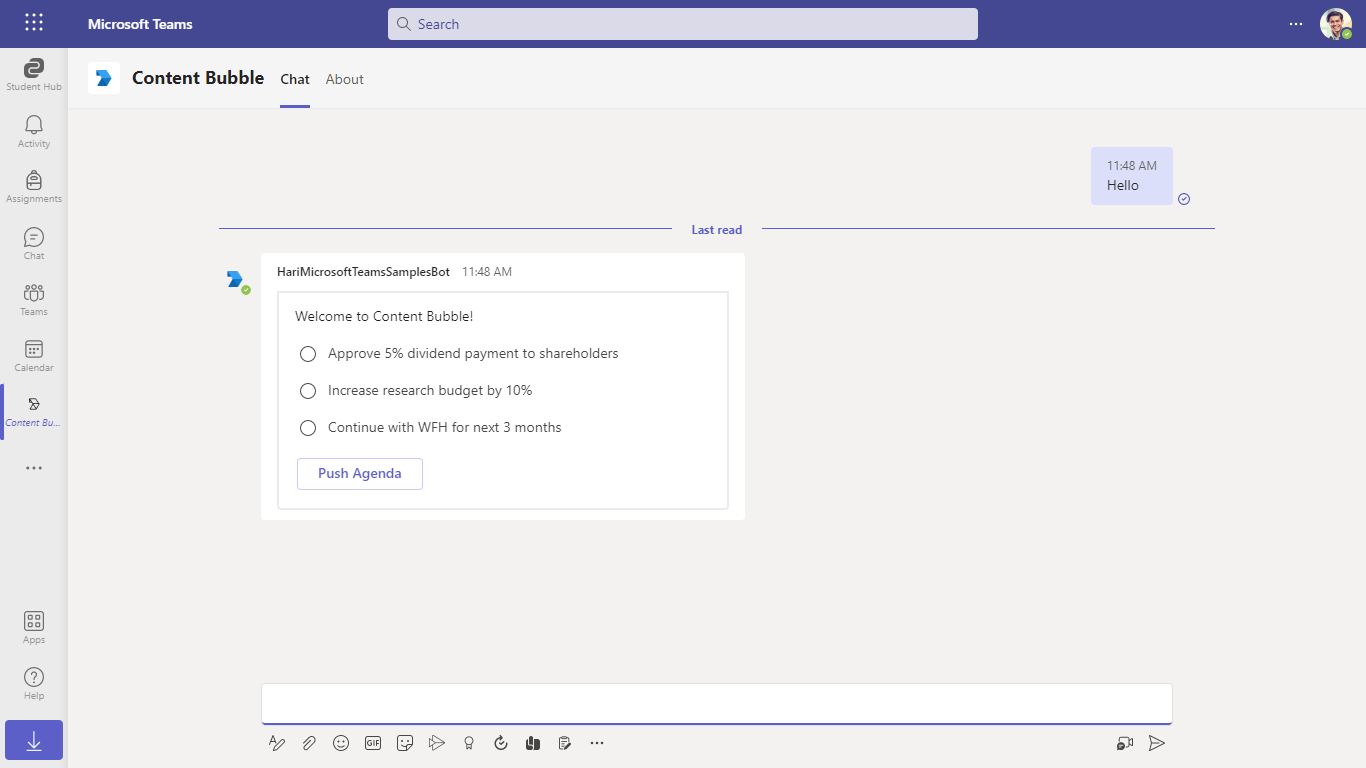 Microsoft Teams
Search
Student Hub
Activity
Assignments
Chat
Teams
Calendar
Content Bu...
Apps
Help
Content Bubble
Chat
About
11:48 AM
Hello
Last read
HariMicrosoftTeamsSamplesBot 11:48 AM
Welcome to Content Bubble!
Approve 5% dividend payment to shareholders
Increase research budget by 10%
Continue with WFH for next 3 months
Push Agenda
GIF